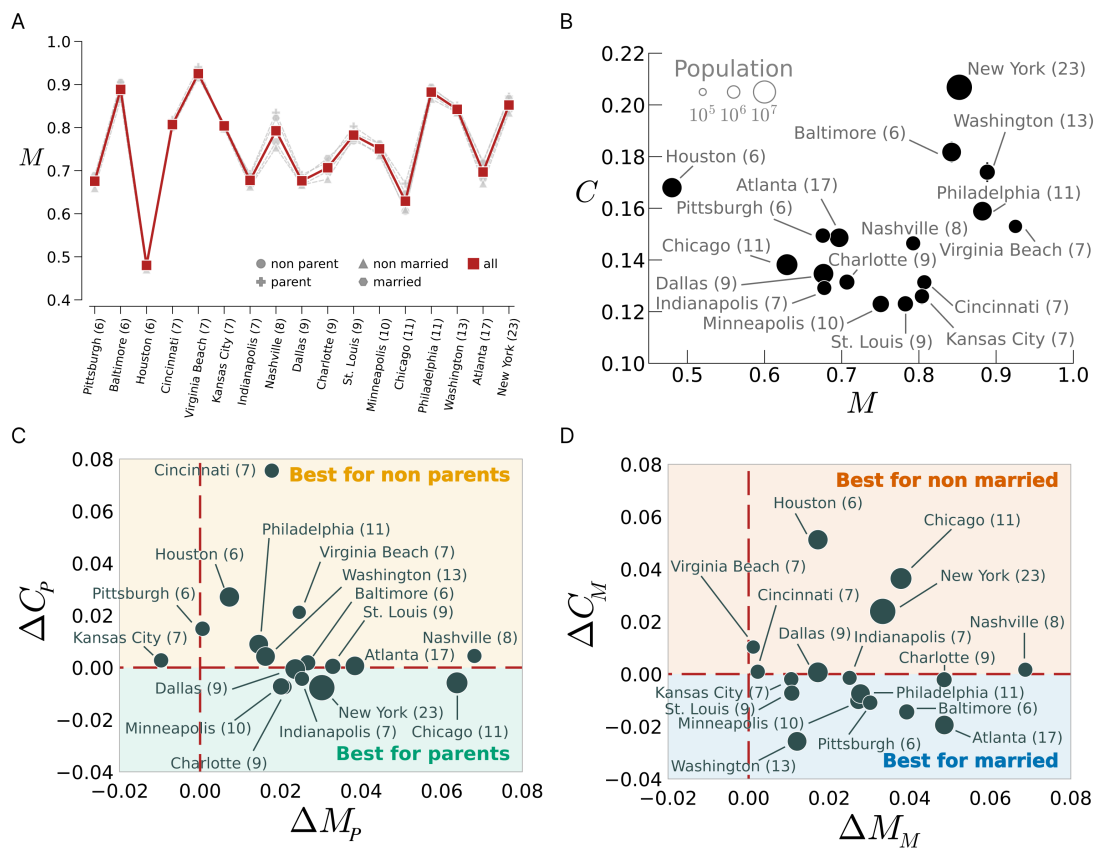 A
M
1.0
0.9
0.8
0.7
0.6
0.5
0.4
non parent
parent
non married
married
all
Pittsburgh (6)
Baltimore (6)
Houston (6)
Cincinnati (7)
Virginia Beach (7)
Kansas City (7)
Indianapolis (7)
Nashville (8)
Dallas (9)
Charlotte (9)
St. Louis (9)
Minneapolis (10)
Chicago (11)
Philadelphia (11)
Washington (13)
Atlanta (17)
New York (23)
B
C
0.22
0.20
0.18
0.16
0.14
0.12
0.10
Population
10⁵ 10⁶ 10⁷
New York (23)
Washington (13)
Baltimore (6)
Houston (6)
Atlanta (17)
Philadelphia (11)
Pittsburgh (6)
Nashville (8)
Chicago (11)
Virginia Beach (7)
Charlotte (9)
Dallas (9)
Indianapolis (7)
Cincinnati (7)
Minneapolis (10)
St. Louis (9)
Kansas City (7)
0.5 0.6 0.7 0.8 0.9 1.0
M
C
ΔC_P
0.08
0.06
0.04
0.02
0.00
−0.02
−0.04
Cincinnati (7)
Best for non parents
Philadelphia (11)
Houston (6)
Virginia Beach (7)
Washington (13)
Pittsburgh (6)
Baltimore (6)
St. Louis (9)
Kansas City (7)
Nashville (8)
Atlanta (17)
Dallas (9)
New York (23)
Minneapolis (10)
Indianapolis (7)
Chicago (11)
Best for parents
Charlotte (9)
−0.02 0.00 0.02 0.04 0.06 0.08
ΔM_P
D
ΔC_M
0.08
0.06
0.04
0.02
0.00
−0.02
−0.04
Best for non married
Houston (6)
Chicago (11)
Virginia Beach (7)
New York (23)
Cincinnati (7)
Nashville (8)
Dallas (9)
Indianapolis (7)
Charlotte (9)
Kansas City (7)
Philadelphia (11)
St. Louis (9)
Baltimore (6)
Minneapolis (10)
Pittsburgh (6)
Atlanta (17)
Washington (13)
Best for married
−0.02 0.00 0.02 0.04 0.06 0.08
ΔM_M